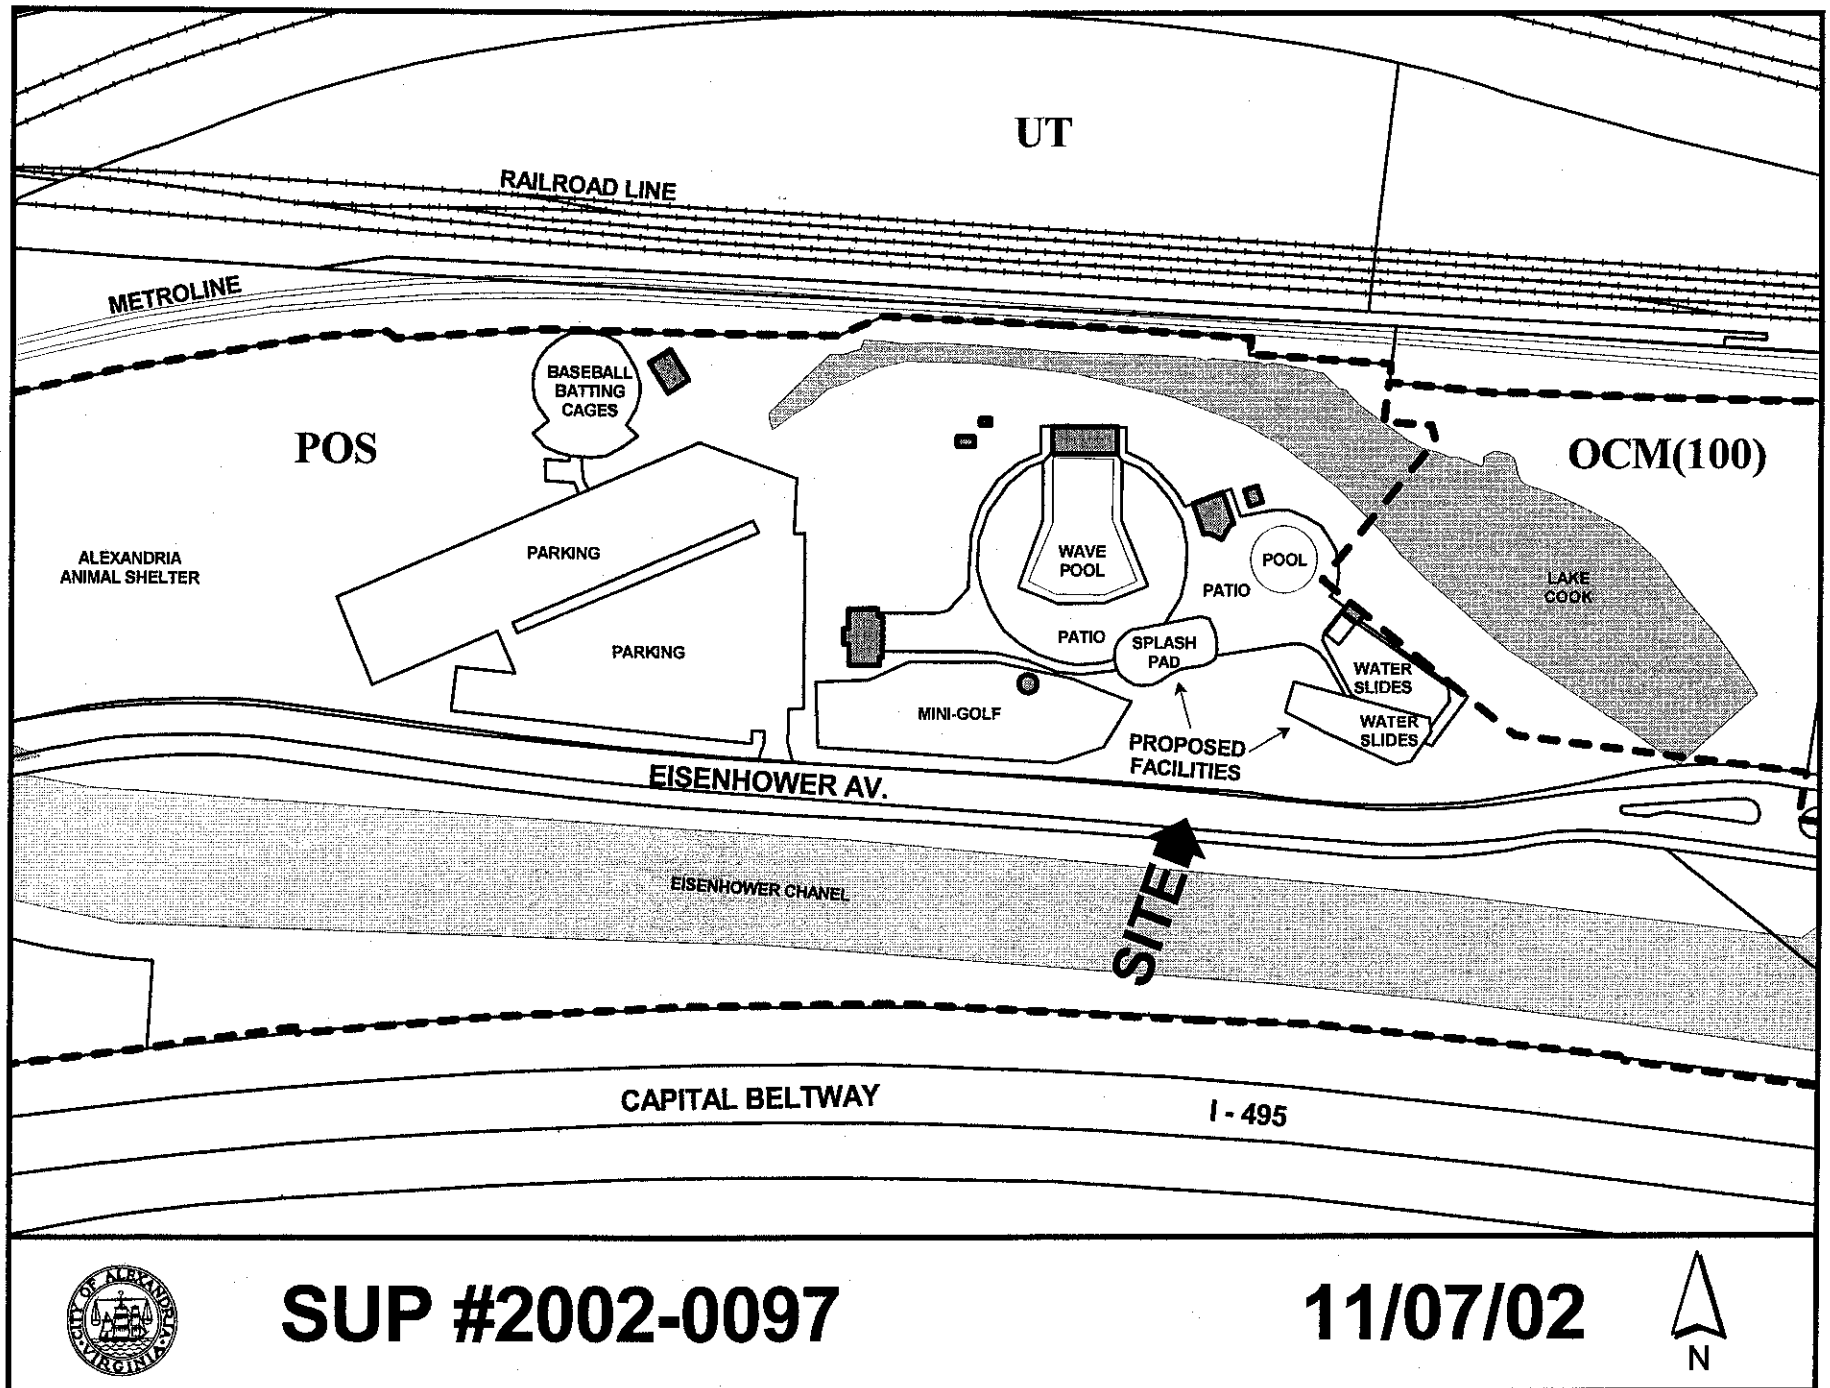 UT
RAILROAD LINE
METROLINE
BASEBALL
BATTING
CAGES
POS
OCM(100)
ALEXANDRIA
ANIMAL SHELTER
PARKING
WAVE
POOL
POOL
PATIO
LAKE
COOK
PARKING
PATIO
SPLASH
PAD
WATER
SLIDES
MINI-GOLF
WATER
SLIDES
PROPOSED
FACILITIES
EISENHOWER AV.
EISENHOWER CHANEL
SITE
CAPITAL BELTWAY
I - 495
CITY OF ALEXANDRIA
VIRGINIA
SUP #2002-0097
11/07/02
N